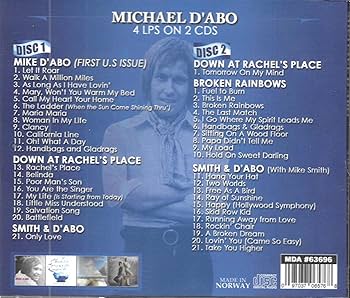 MICHAEL D'ABO
4 LPS ON 2 CDS
DISC 1
MIKE D'ABO (FIRST U.S ISSUE)
1. Let It Roar
2. Walk A Million Miles
3. As Long As I Have Lovin'
4. Mary, Won't You Warm My Bed
5. Call My Heart Your Home
6. The Ladder (When the Sun Come Shining Thru')
7. Maria Maria
8. Woman In My Life
9. Clancy
10. California Line
11. Oh! What A Day
12. Handbags and Gladrags
DOWN AT RACHEL'S PLACE
13. Rachel's Place
14. Belinda
15. Poor Man's Son
16. You Are the Singer
17. My Life (Is Starting from Today)
18. Little Miss Understood
19. Salvation Song
20. Battlefield
SMITH & D'ABO
21. Only Love
DISC 2
DOWN AT RACHEL'S PLACE
1. Tomorrow On My Mind
BROKEN RAINBOWS
1. Fuel to Burn
2. This Is Me
3. Broken Rainbows
4. The Last Match
5. I Go Where My Spirit Leads Me
6. Handbags & Gladrags
7. Sitting On A Wood Floor
8. Papa Didn't Tell Me
9. My Load
10. Hold On Sweet Darling
SMITH & D'ABO (With Mike Smith)
11. Hang Your Hat
12. Two Worlds
13. Free As A Bird
14. Ray of Sunshine
15. Happy (Hollywood Symphony)
16. Skid Row Kid
17. Running Away from Love
18. Rockin' Chair
19. A Broken Dream
20. Lovin' You (Came So Easy)
21. Take You Higher
MADE IN
NORWAY
COMPACT
disc
DIGITAL AUDIO
MDA #63696